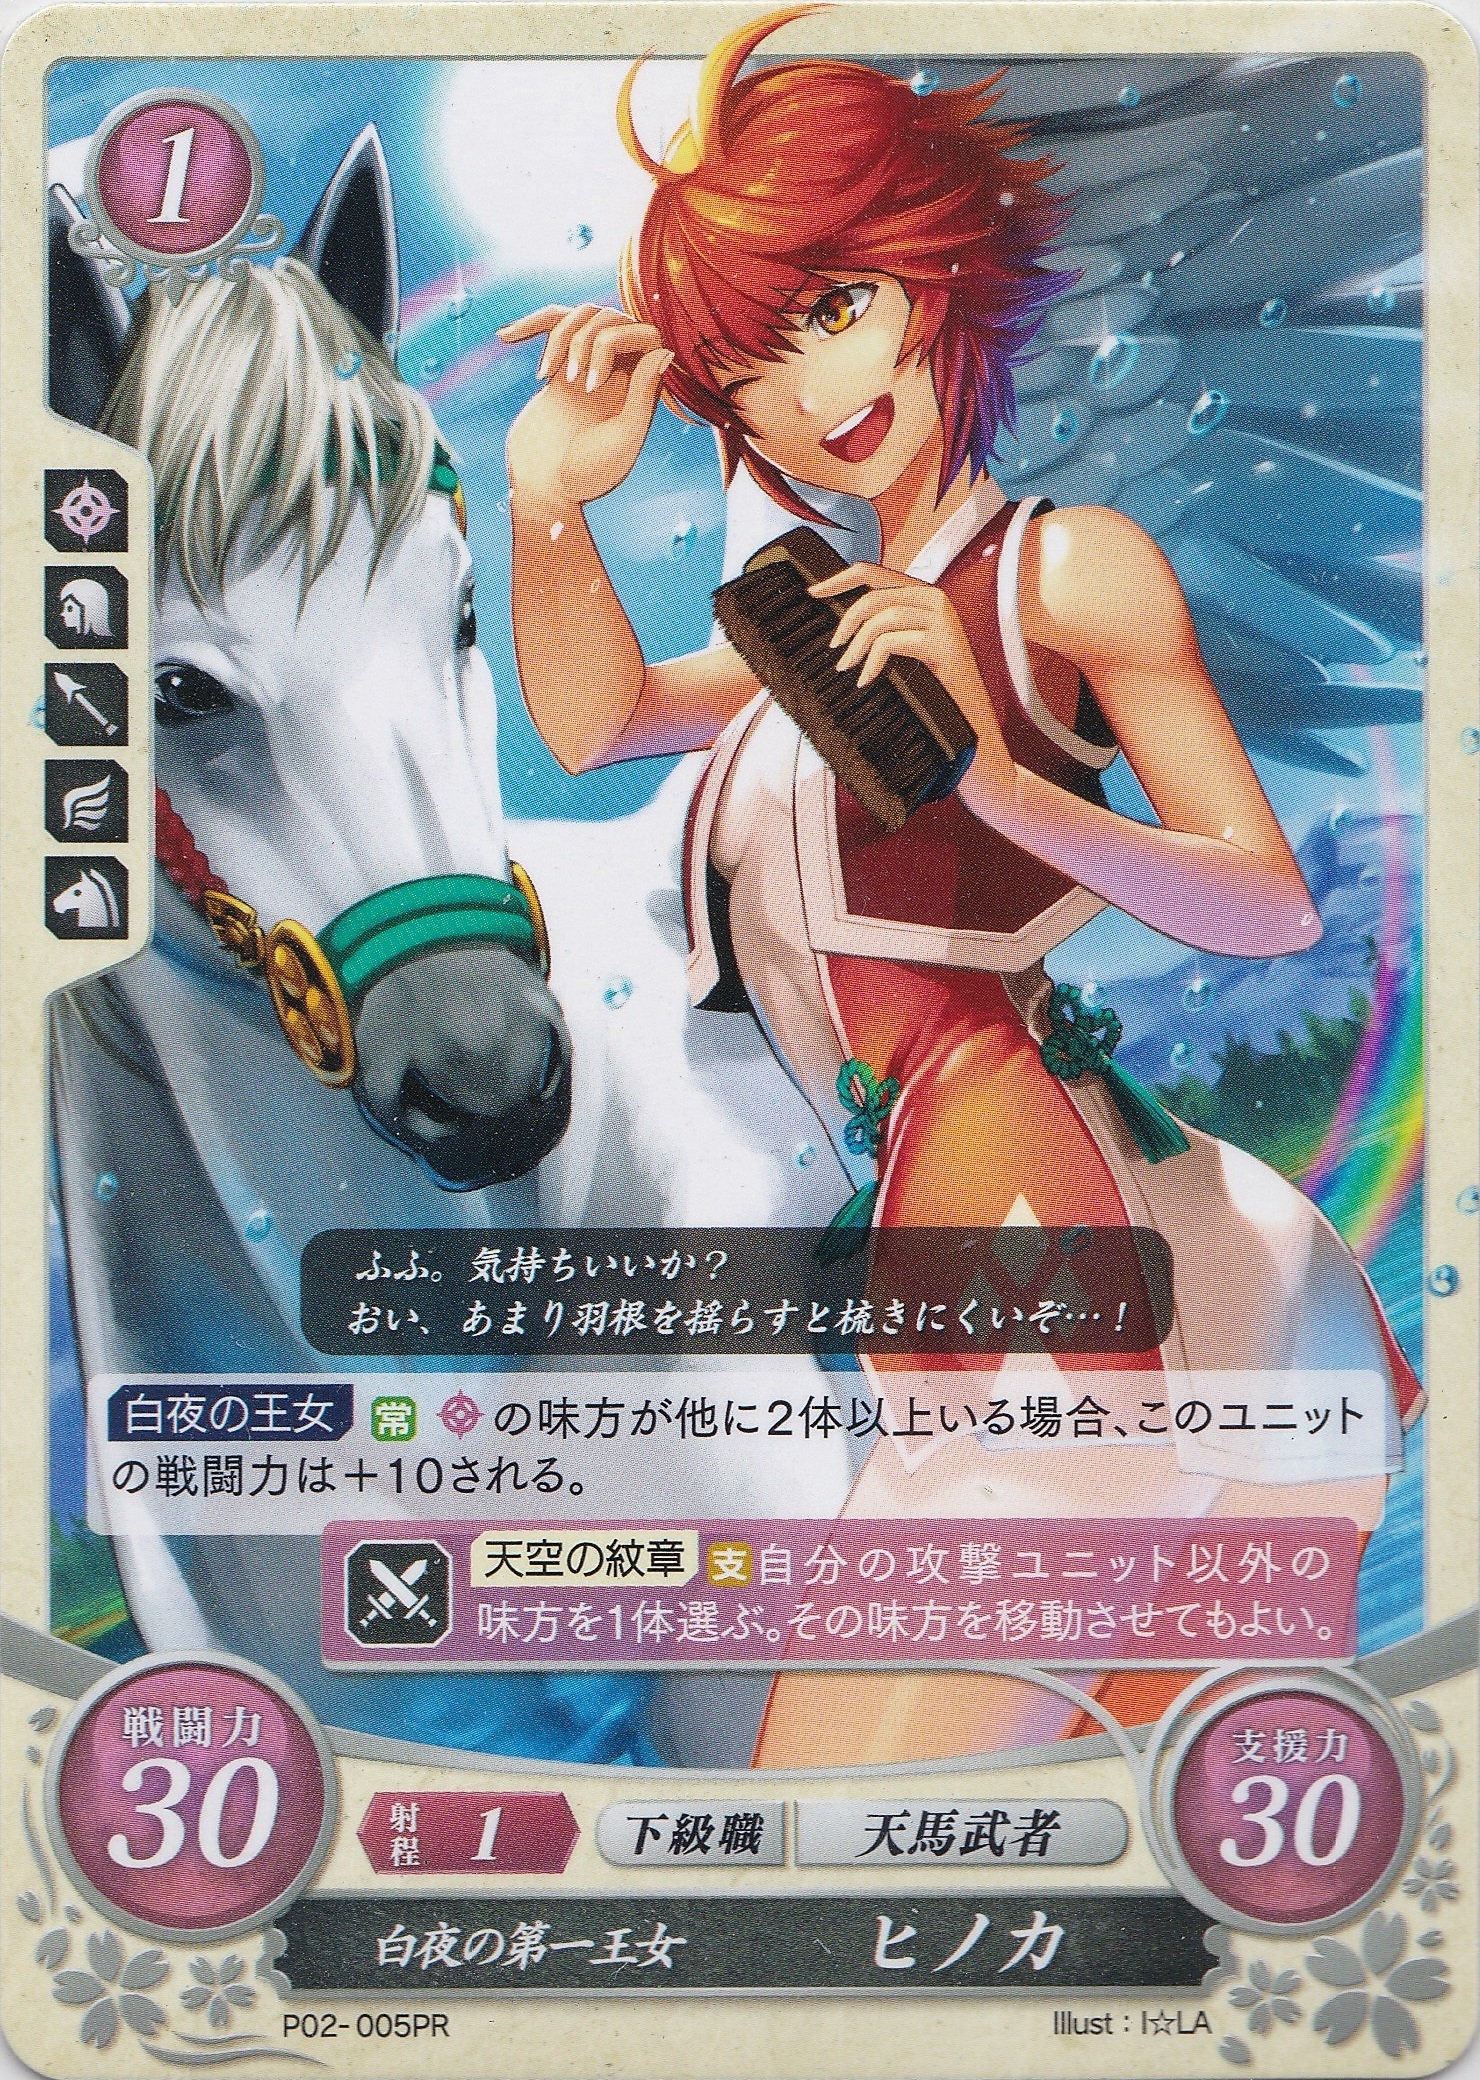 1
ふふ。気持ちいいか？
おい、あまり羽根を揺らすと梳きにくいぞ…！
白夜の王女 常 の味方が他に2体以上いる場合、このユニット
の戦闘力は＋10される。
天空の紋章 支 自分の攻撃ユニット以外の
味方を1体選ぶ。その味方を移動させてもよい。
戦闘力
30
射程 1
下級職 天馬武者
支援力
30
白夜の第一王女 ヒノカ
P02-005PR
Illust：I☆LA